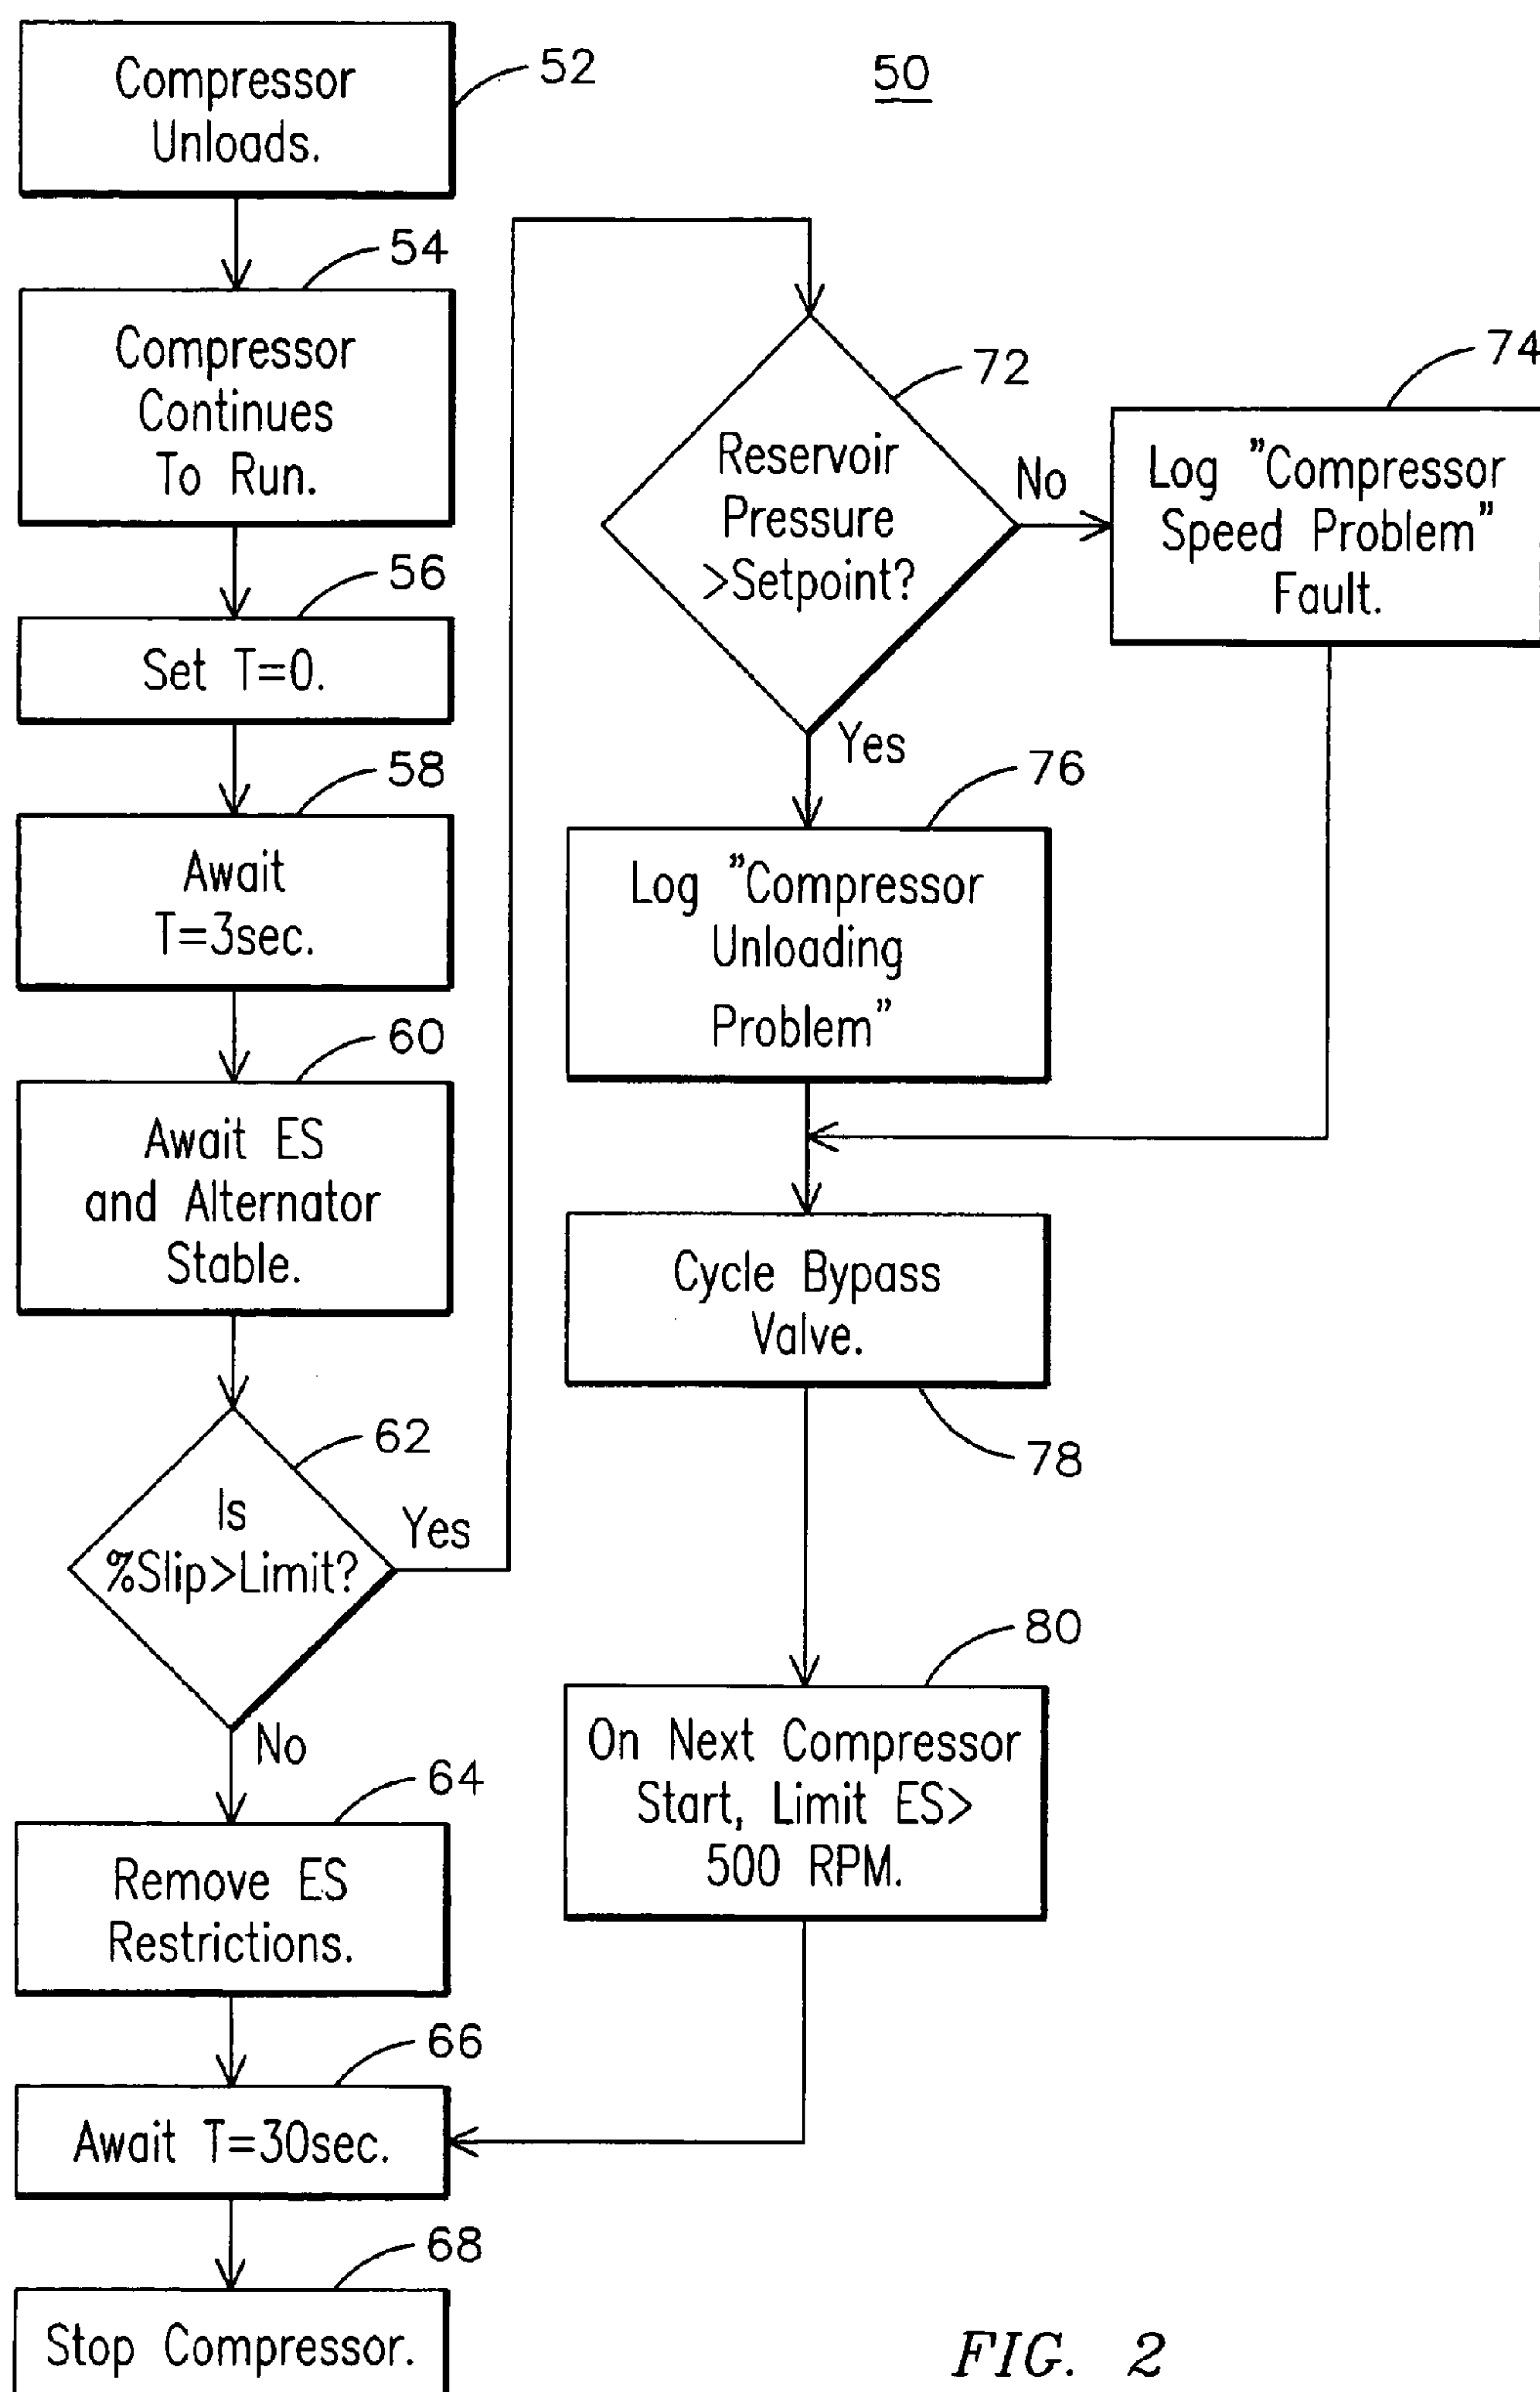 Compressor
Unloads.
52
50
54
Compressor
Continues
To Run.
56
Set T=0.
58
Await
T=3sec.
60
Await ES
and Alternator
Stable.
62
Is
%Slip>Limit?
Yes
No
64
Remove ES
Restrictions.
66
Await T=30sec.
68
Stop Compressor.
72
Reservoir
Pressure
>Setpoint?
No
Yes
74
Log "Compressor
Speed Problem"
Fault.
76
Log "Compressor
Unloading
Problem"
Cycle Bypass
Valve.
78
80
On Next Compressor
Start, Limit ES>
500 RPM.
FIG. 2